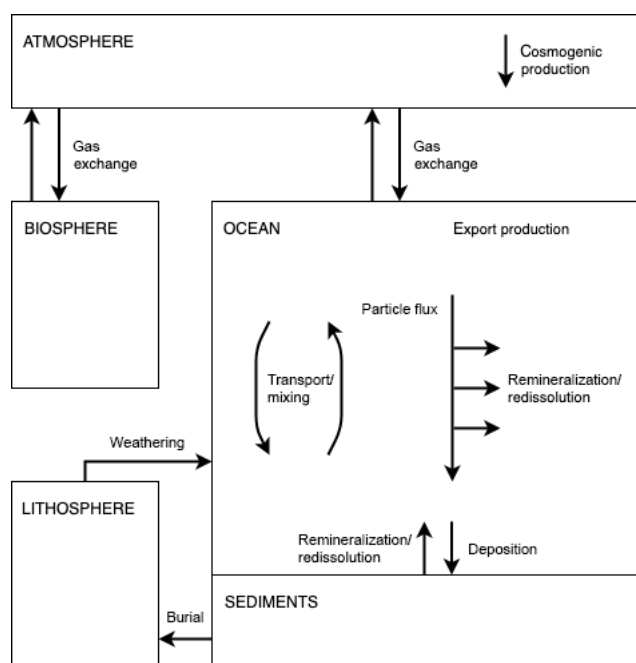 ATMOSPHERE
Cosmogenic
production
Gas
exchange
Gas
exchange
BIOSPHERE
OCEAN
Export production
Particle flux
Transport/
mixing
Remineralization/
redissolution
Weathering
LITHOSPHERE
Remineralization/
redissolution
Deposition
SEDIMENTS
Burial